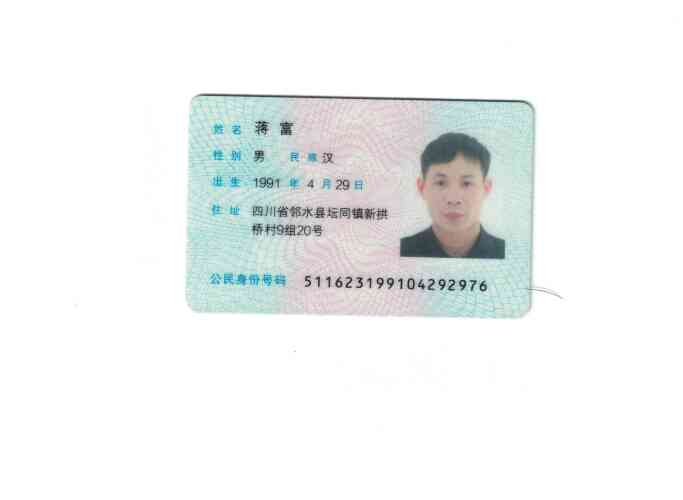 姓名 蒋富
性别 男 民族 汉
出生 1991 年 4 月 29 日
住址 四川省邻水县坛同镇新拱
桥村9组20号
公民身份号码 511623199104292976